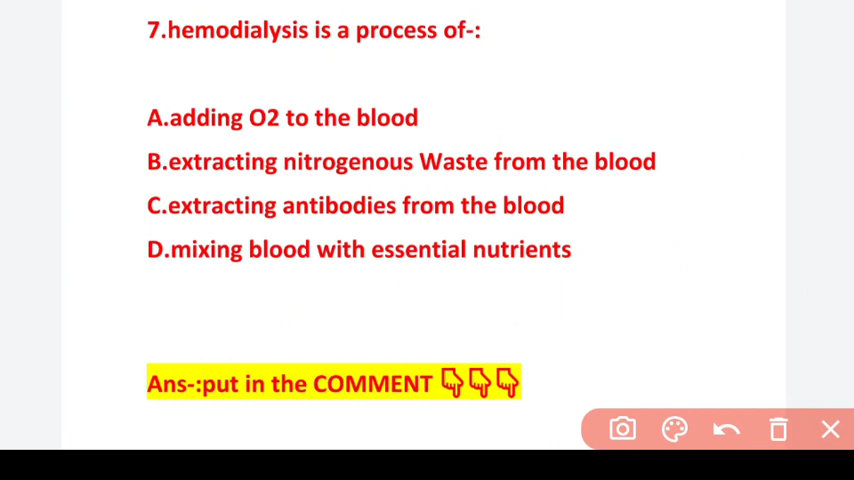 7.hemodialysis is a process of-:
A.adding O2 to the blood
B.extracting nitrogenous Waste from the blood
C.extracting antibodies from the blood
D.mixing blood with essential nutrients
Ans-:put in the COMMENT 👇👇👇